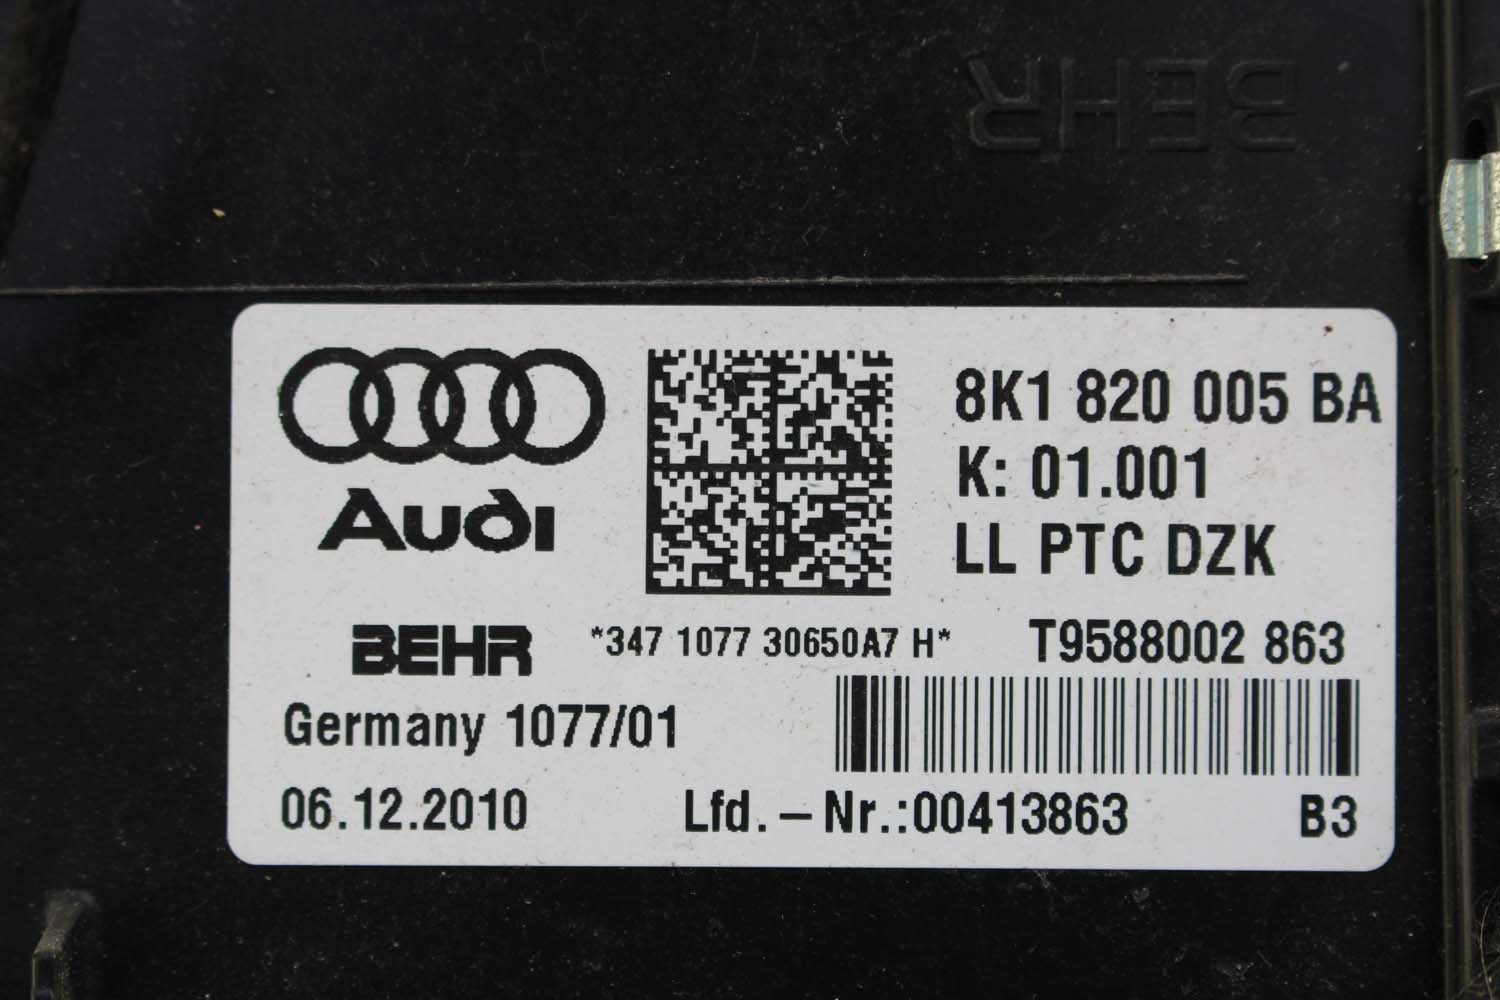 BEHR
8K1 820 005 BA
K: 01.001
Audi
LL PTC DZK
BEHR *347 1077 30650A7 H* T9588002 863
Germany 1077/01
06.12.2010 Lfd. – Nr.:00413863 B3